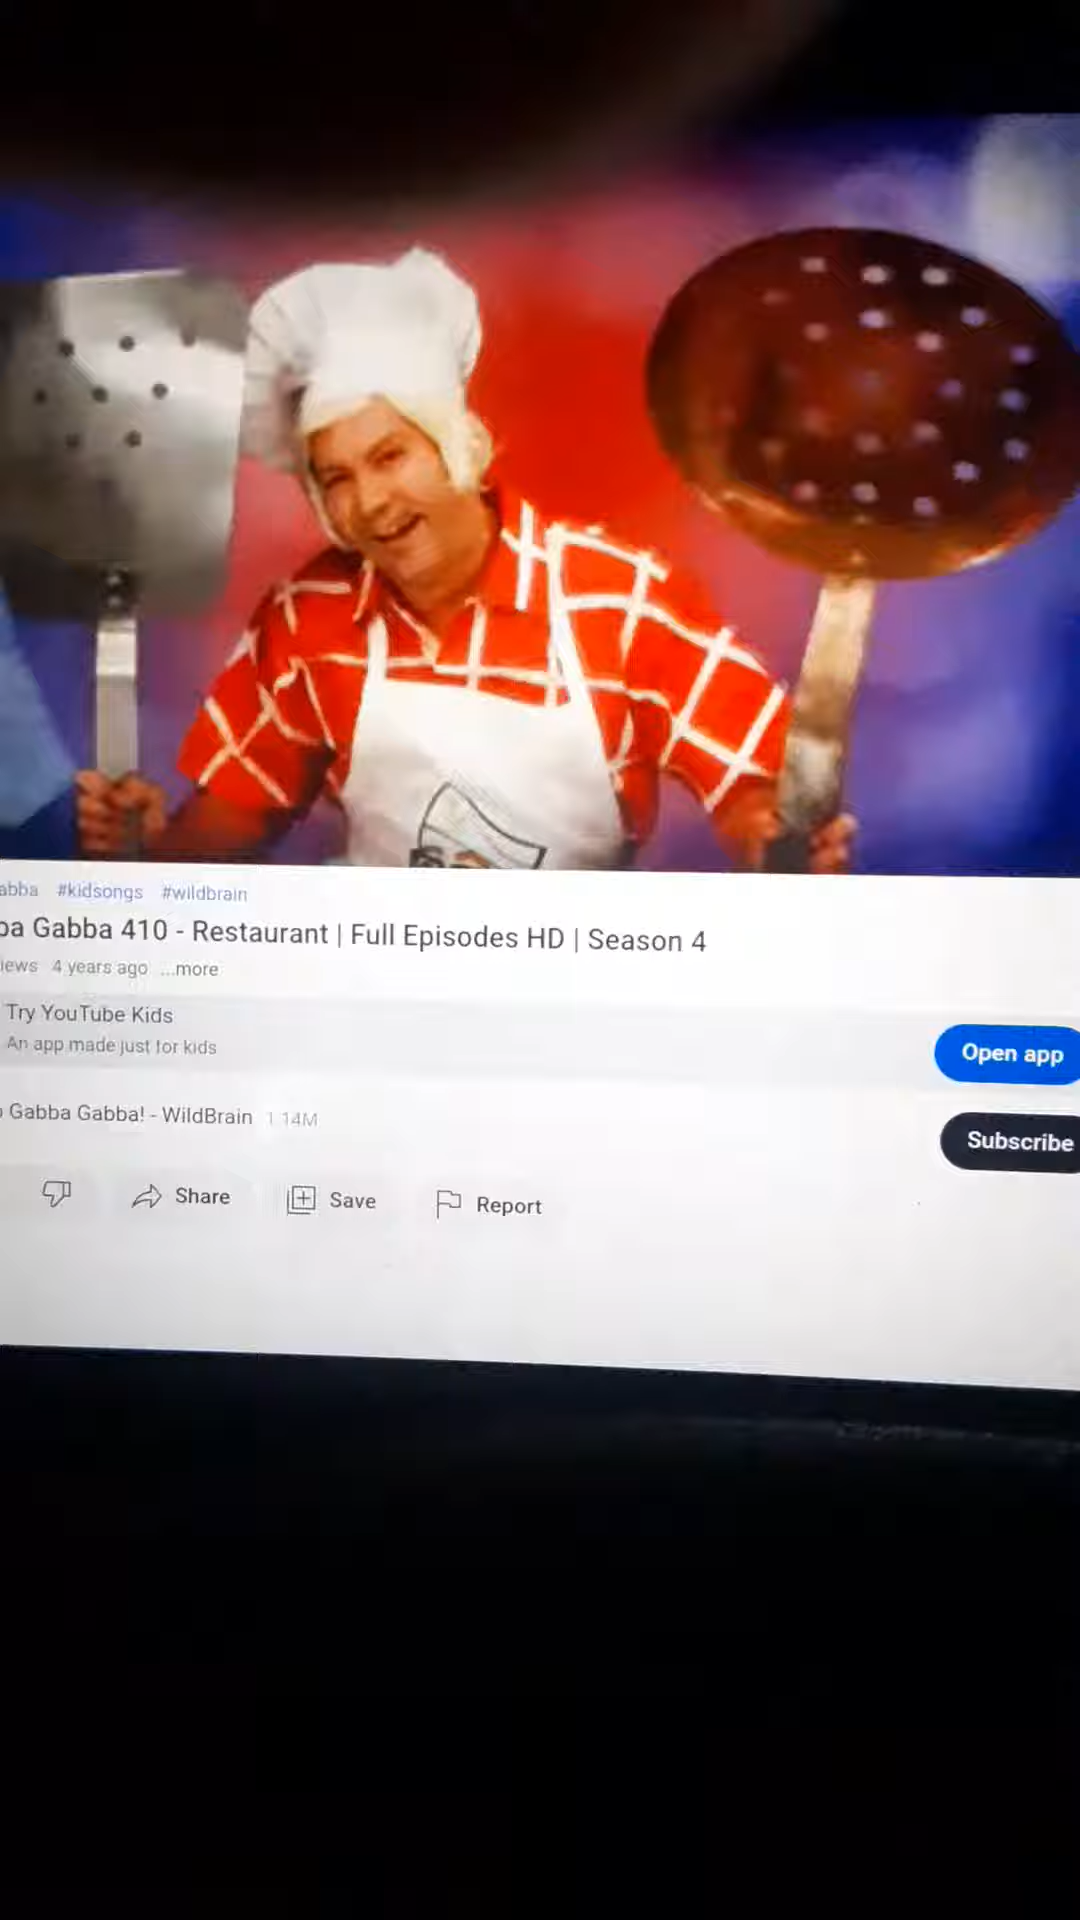 abba #kidsongs #wildbrain
ba Gabba 410 - Restaurant | Full Episodes HD | Season 4
iews 4 years ago ...more
Try YouTube Kids
An app made just for kids
Open app
o Gabba Gabba! - WildBrain 1.14M
Subscribe
Share Save Report